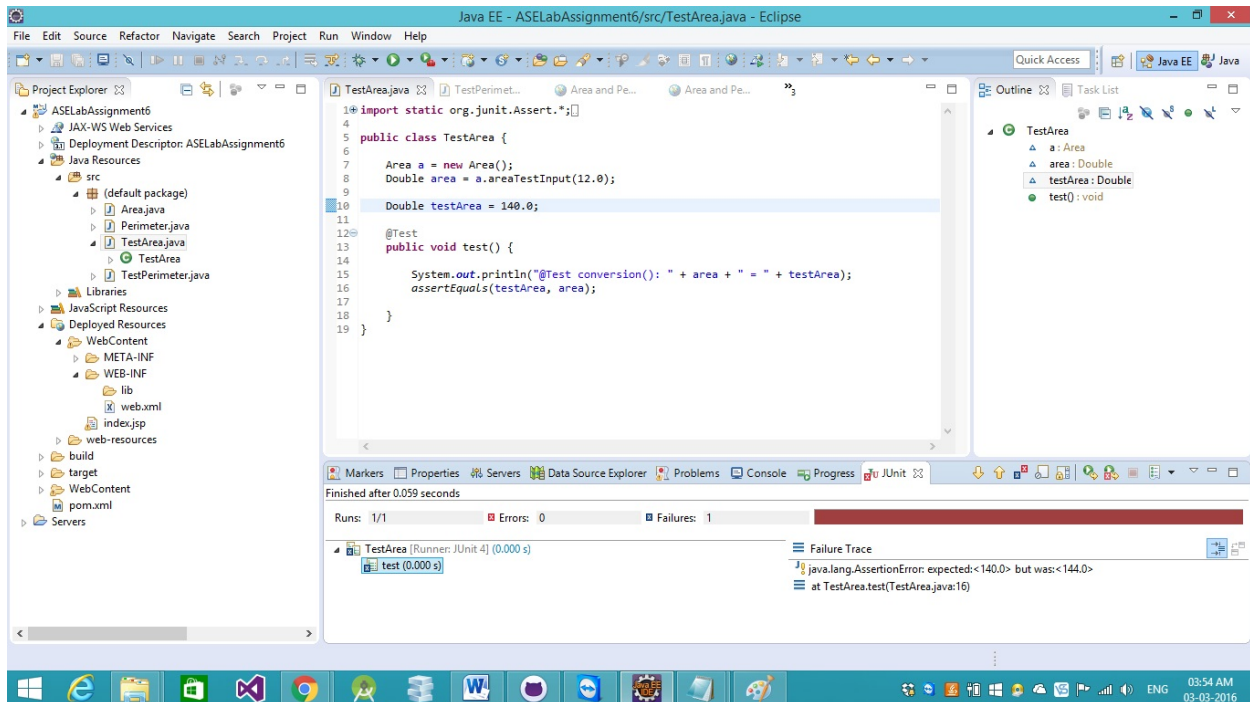 Java EE - ASELabAssignment6/src/TestArea.java - Eclipse
File Edit Source Refactor Navigate Search Project Run Window Help
Quick Access
Java EE
Java
Project Explorer
ASELabAssignment6
JAX-WS Web Services
Deployment Descriptor: ASELabAssignment6
Java Resources
src
(default package)
Area.java
Perimeter.java
TestArea.java
TestArea
TestPerimeter.java
Libraries
JavaScript Resources
Deployed Resources
WebContent
META-INF
WEB-INF
lib
web.xml
index.jsp
web-resources
build
target
WebContent
pom.xml
Servers
TestArea.java TestPerimet... Area and Pe... Area and Pe... »3
1 import static org.junit.Assert.*;
4
5 public class TestArea {
6
7 Area a = new Area();
8 Double area = a.areaTestInput(12.0);
9
10 Double testArea = 140.0;
11
12 @Test
13 public void test() {
14
15 System.out.println("@Test conversion(): " + area + " = " + testArea);
16 assertEquals(testArea, area);
17
18 }
19 }
Outline Task List
TestArea
a : Area
area : Double
testArea : Double
test() : void
Markers Properties Servers Data Source Explorer Problems Console Progress JUnit
Finished after 0.059 seconds
Runs: 1/1 Errors: 0 Failures: 1
TestArea [Runner: JUnit 4] (0.000 s)
test (0.000 s)
Failure Trace
java.lang.AssertionError: expected:<140.0> but was:<144.0>
at TestArea.test(TestArea.java:16)
ENG
03:54 AM
03-03-2016